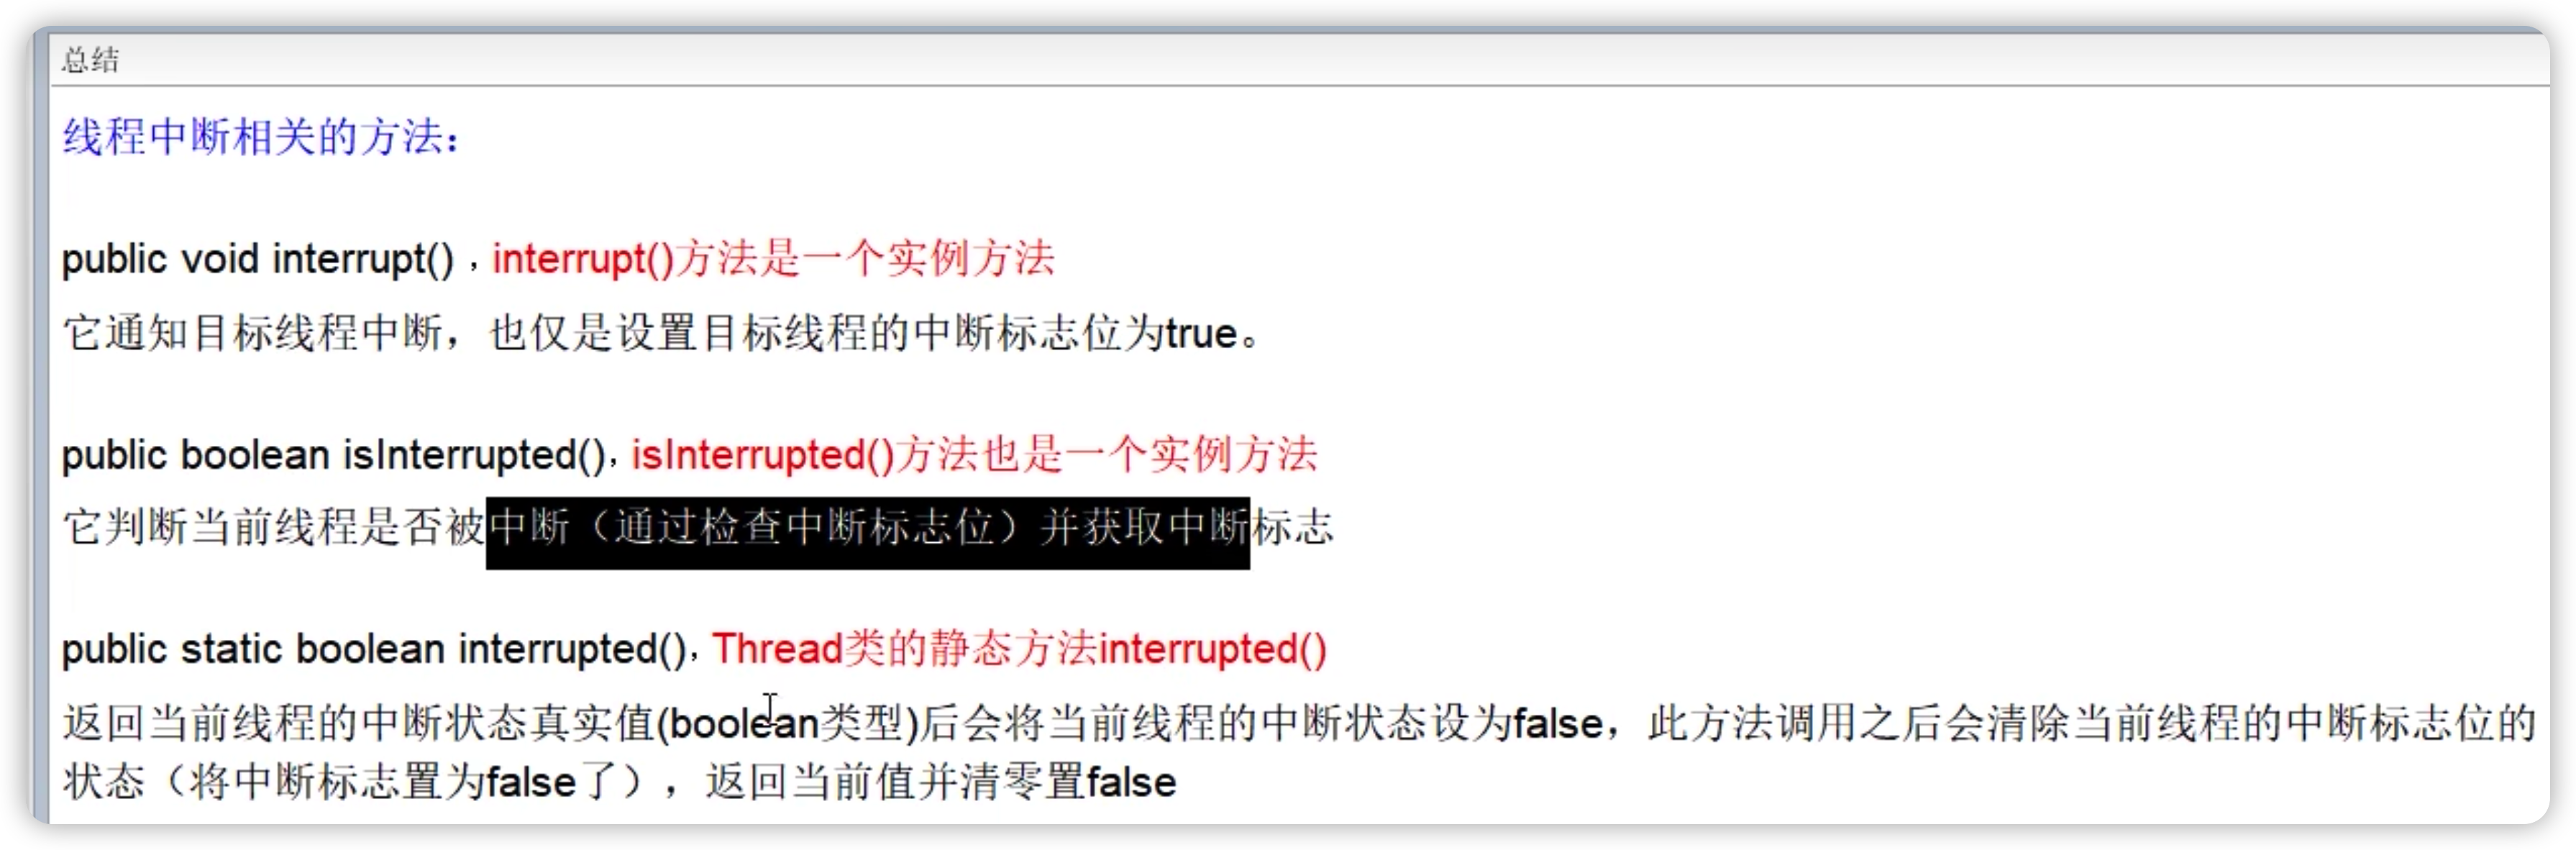 总结
线程中断相关的方法：
public void interrupt() ，interrupt()方法是一个实例方法
它通知目标线程中断，也仅是设置目标线程的中断标志位为true。
public boolean isInterrupted()，isInterrupted()方法也是一个实例方法
它判断当前线程是否被中断（通过检查中断标志位）并获取中断标志
public static boolean interrupted()，Thread类的静态方法interrupted()
返回当前线程的中断状态真实值(boolean类型)后会将当前线程的中断状态设为false，此方法调用之后会清除当前线程的中断标志位的
状态（将中断标志置为false了），返回当前值并清零置false